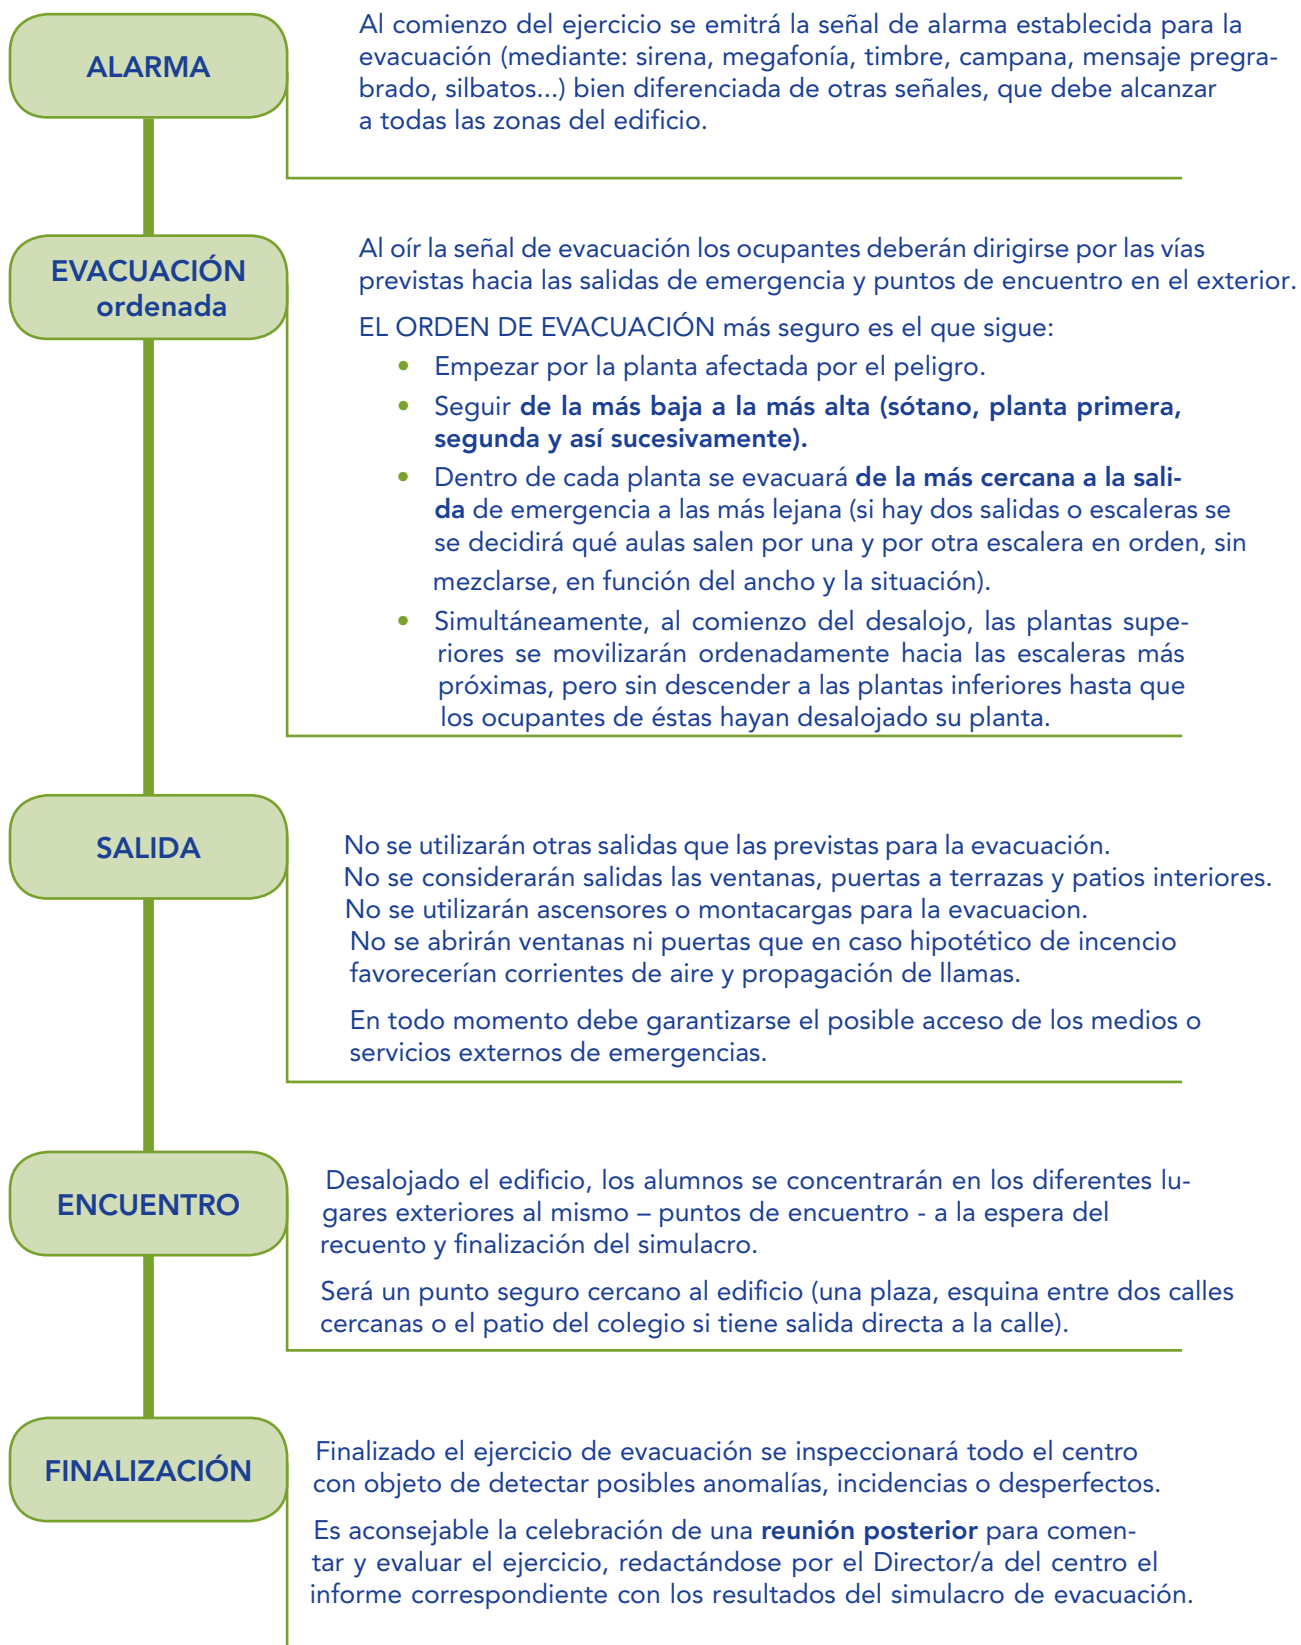 ALARMA
Al comienzo del ejercicio se emitrá la señal de alarma establecida para la
evacuación (mediante: sirena, megafonía, timbre, campana, mensaje pregra-
brado, silbatos...) bien diferenciada de otras señales, que debe alcanzar
a todas las zonas del edificio.
EVACUACIÓN
ordenada
Al oír la señal de evacuación los ocupantes deberán dirigirse por las vías
previstas hacia las salidas de emergencia y puntos de encuentro en el exterior.
EL ORDEN DE EVACUACIÓN más seguro es el que sigue:
• Empezar por la planta afectada por el peligro.
• Seguir de la más baja a la más alta (sótano, planta primera,
segunda y así sucesivamente).
• Dentro de cada planta se evacuará de la más cercana a la sali-
da de emergencia a las más lejana (si hay dos salidas o escaleras se
se decidirá qué aulas salen por una y por otra escalera en orden, sin
mezclarse, en función del ancho y la situación).
• Simultáneamente, al comienzo del desalojo, las plantas supe-
riores se movilizarán ordenadamente hacia las escaleras más
próximas, pero sin descender a las plantas inferiores hasta que
los ocupantes de éstas hayan desalojado su planta.
SALIDA
No se utilizarán otras salidas que las previstas para la evacuación.
No se considerarán salidas las ventanas, puertas a terrazas y patios interiores.
No se utilizarán ascensores o montacargas para la evacuacion.
No se abrirán ventanas ni puertas que en caso hipotético de incencio
favorecerían corrientes de aire y propagación de llamas.
En todo momento debe garantizarse el posible acceso de los medios o
servicios externos de emergencias.
ENCUENTRO
Desalojado el edificio, los alumnos se concentrarán en los diferentes lu-
gares exteriores al mismo – puntos de encuentro - a la espera del
recuento y finalización del simulacro.
Será un punto seguro cercano al edificio (una plaza, esquina entre dos calles
cercanas o el patio del colegio si tiene salida directa a la calle).
FINALIZACIÓN
Finalizado el ejercicio de evacuación se inspeccionará todo el centro
con objeto de detectar posibles anomalías, incidencias o desperfectos.
Es aconsejable la celebración de una reunión posterior para comen-
tar y evaluar el ejercicio, redactándose por el Director/a del centro el
informe correspondiente con los resultados del simulacro de evacuación.